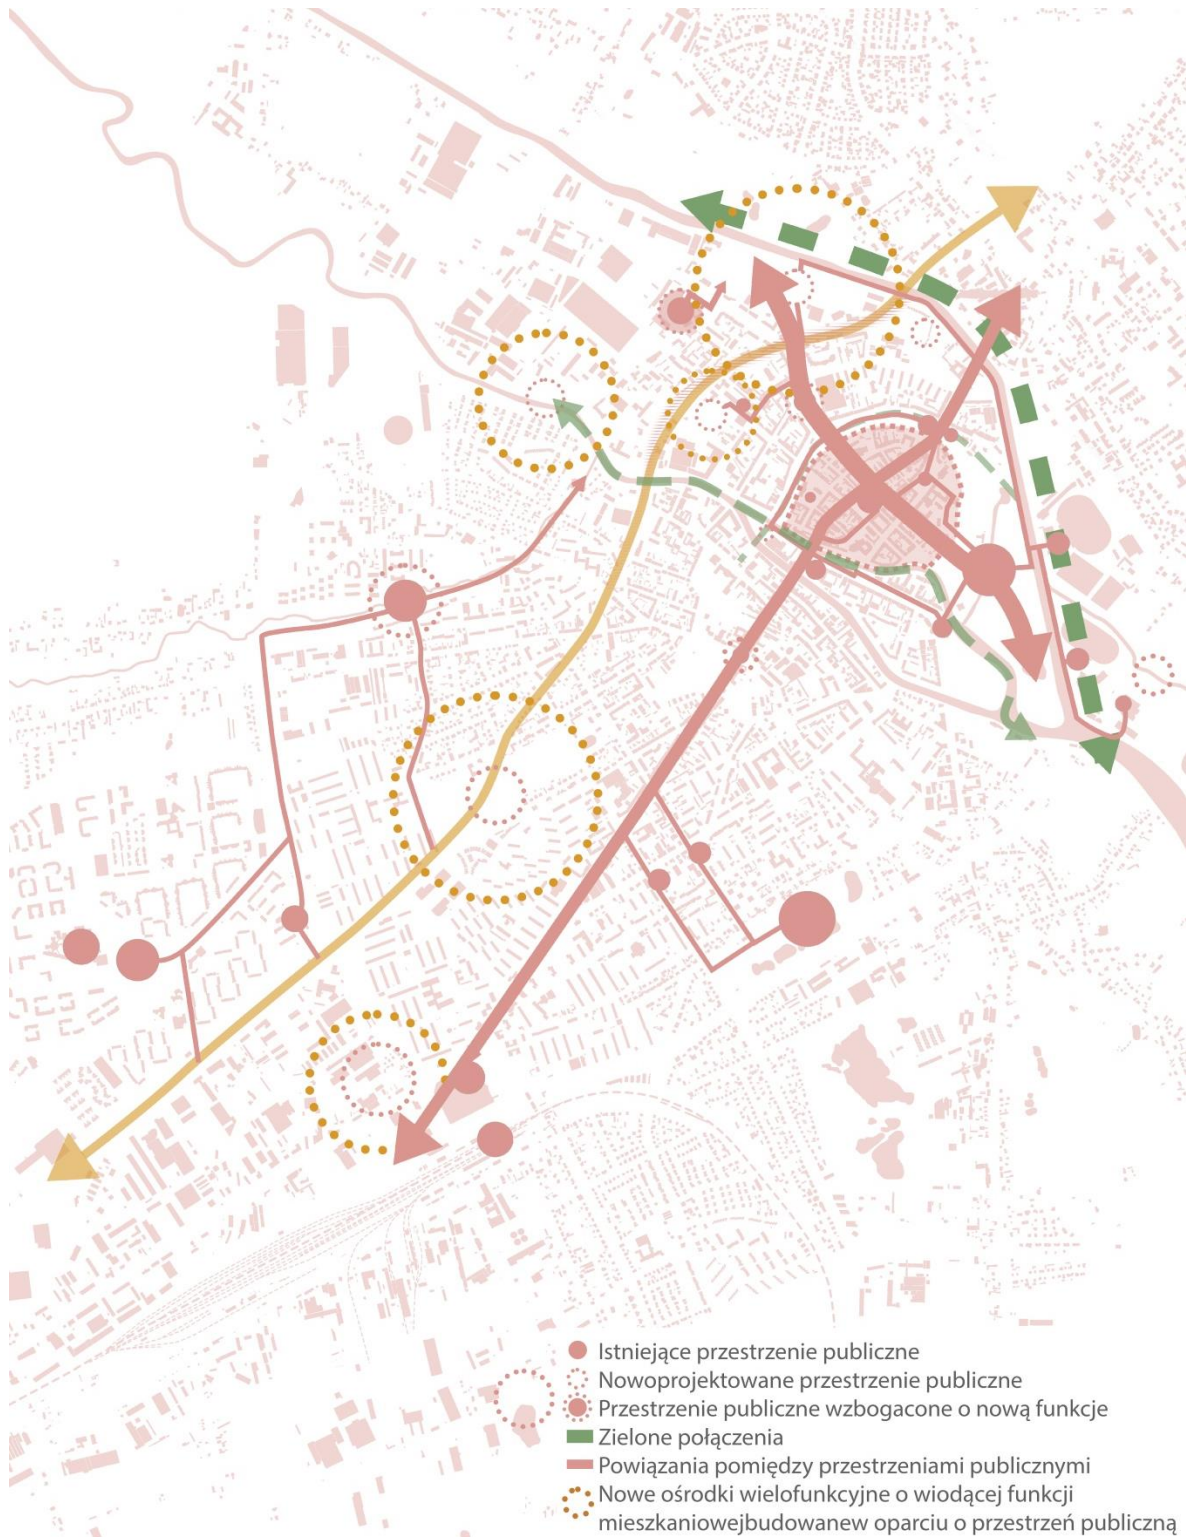 Istniejące przestrzenie publiczne
Nowoprojektowane przestrzenie publiczne
Przestrzenie publiczne wzbogacone o nową funkcje
Zielone połączenia
Powiązania pomiędzy przestrzeniami publicznymi
Nowe ośrodki wielofunkcyjne o wiodącej funkcji
mieszkaniowejbudowanew oparciu o przestrzeń publiczną